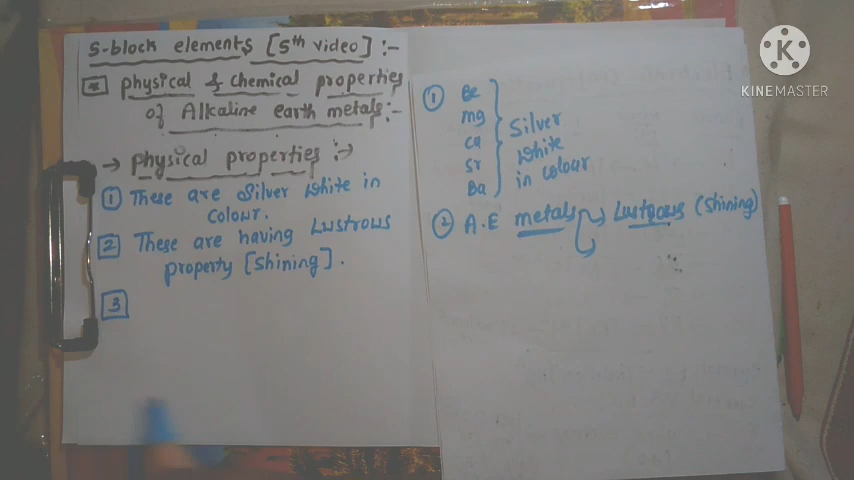 S-block elements [5th video] :-
* physical & chemical properties
of Alkaline earth metals:-
→ physical properties :→
1 These are Silver White in
colour.
2 These are having Lustrows
property [Shining].
3
1 Be
mg
ca
sr
Ba
Silver
white
in colour
2 A.E metals → Lustrous (Shining)
K
KINEMASTER